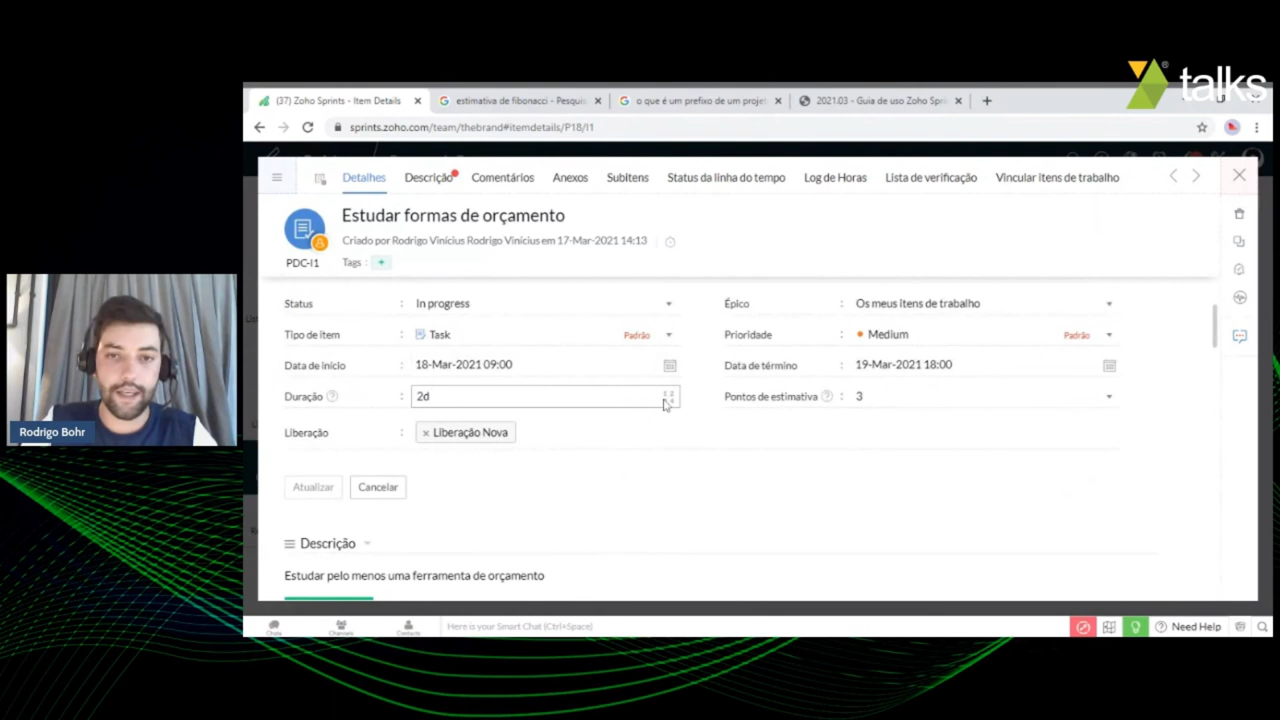 talks
(37) Zoho Sprints - Item Details
estimativa de fibonacci - Pesquis
o que é um prefixo de um proje
2021.03 - Guia de uso Zoho Spri
sprints.zoho.com/team/thebrand#itemdetails/P18/I1
Detalhes Descrição Comentários Anexos Subitens Status da linha do tempo Log de Horas Lista de verificação Vincular itens de trabalho
Estudar formas de orçamento
Criado por Rodrigo Vinícius Rodrigo Vinícius em 17-Mar-2021 14:13
PDC-I1
Tags : +
Status : In progress
Épico : Os meus itens de trabalho
Tipo de item : Task Padrão
Prioridade : Medium Padrão
Data de início : 18-Mar-2021 09:00
Data de término : 19-Mar-2021 18:00
Duração : 2d
Pontos de estimativa : 3
Liberação : × Liberação Nova
Atualizar Cancelar
Descrição
Estudar pelo menos uma ferramenta de orçamento
Rodrigo Bohr
Chats Channels Contacts
Here is your Smart Chat (Ctrl+Space)
Need Help